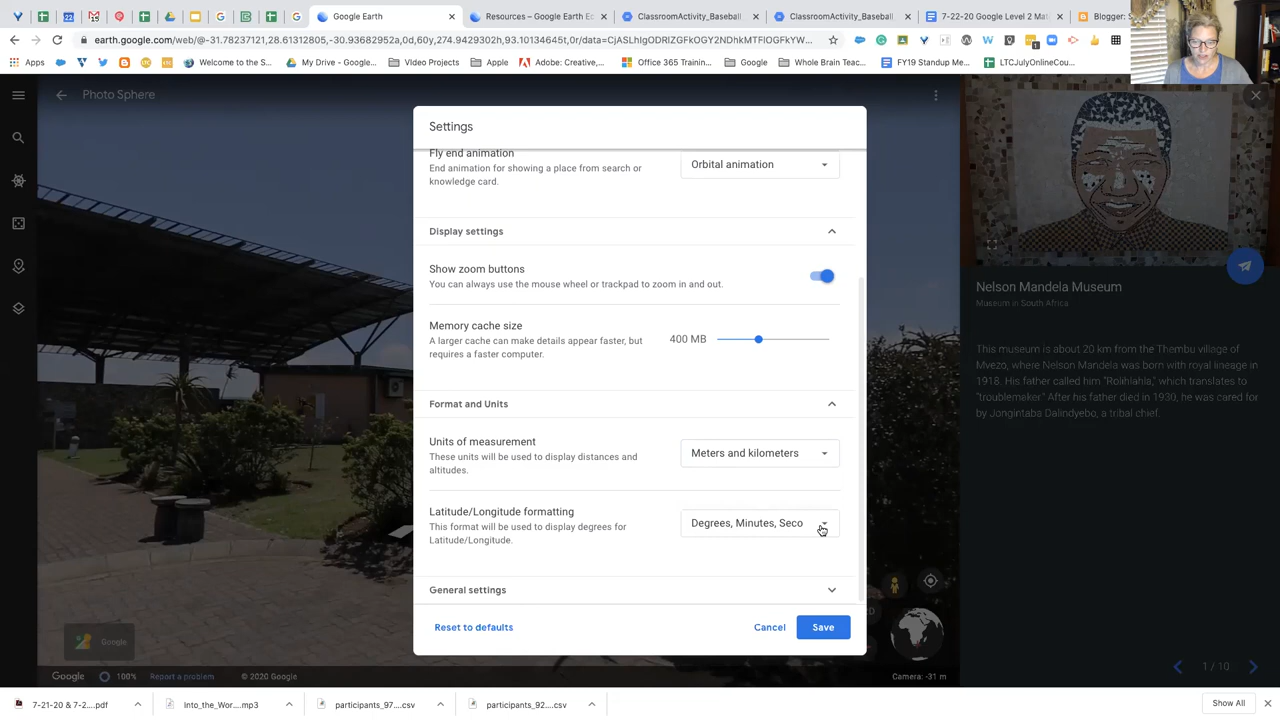 Google Earth
Resources – Google Earth Ec
ClassroomActivity_Baseball
ClassroomActivity_Baseball
7-22-20 Google Level 2 Mat
Blogger: S
earth.google.com/web/@-31.78237121,28.61312805,-30.93682952a,0d,60y,274.92993020h,93.10134645t,0r/data=CjASLhIgODRIZGFkOGY2NDhkMTFlOGFkYW...
Apps
Welcome to the S...
My Drive - Google...
Video Projects
Apple
Adobe: Creative,...
Office 365 Training...
Google
Whole Brain Teac...
FY19 Standup Me...
LTCJulyOnlineCou...
Photo Sphere
Settings
Fly end animation
End animation for showing a place from search or
knowledge card.
Orbital animation
Display settings
Show zoom buttons
You can always use the mouse wheel or trackpad to zoom in and out.
Memory cache size
A larger cache can make details appear faster, but
requires a faster computer.
400 MB
Format and Units
Units of measurement
These units will be used to display distances and
altitudes.
Meters and kilometers
Latitude/Longitude formatting
This format will be used to display degrees for
Latitude/Longitude.
Degrees, Minutes, Seco
General settings
Reset to defaults
Cancel
Save
Nelson Mandela Museum
Museum in South Africa
This museum is about 20 km from the Thembu village of
Mvezo, where Nelson Mandela was born with royal lineage in
1918. His father called him "Rolihlahla," which translates to
"troublemaker." After his father died in 1930, he was cared for
by Jongintaba Dalindyebo, a tribal chief.
Google
Google
100%
Report a problem
© 2020 Google
Camera: -31 m
1 / 10
7-21-20 & 7-2....pdf
Into_the_Wor....mp3
participants_97....csv
participants_92....csv
Show All